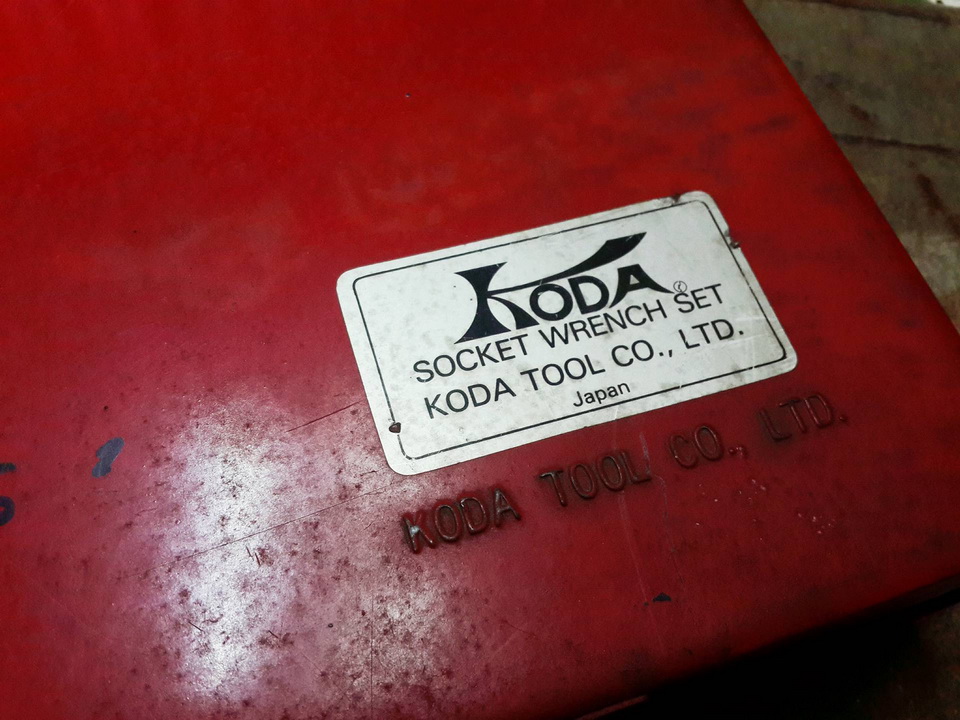 KODA
SOCKET WRENCH SET
KODA TOOL CO., LTD.
Japan
KODA TOOL CO., LTD.